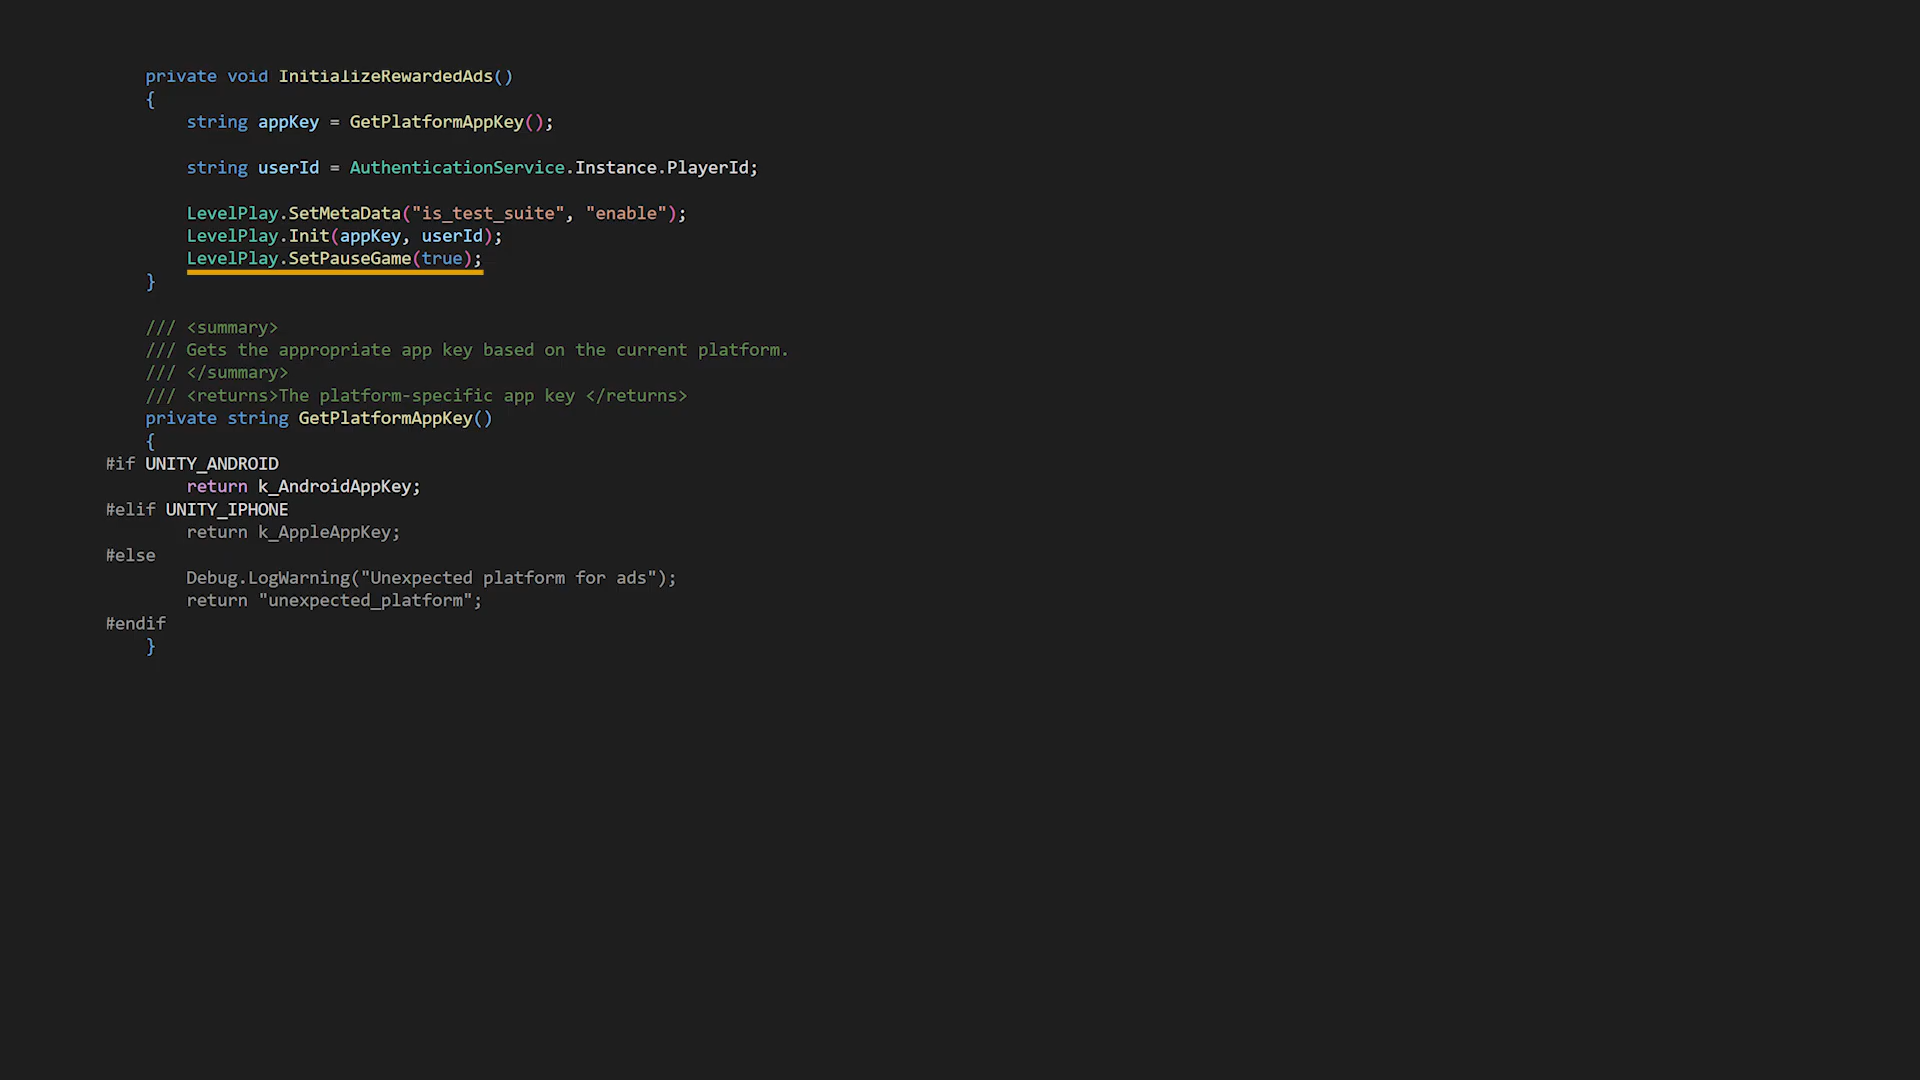 private void InitializeRewardedAds()
{
string appKey = GetPlatformAppKey();
string userId = AuthenticationService.Instance.PlayerId;
LevelPlay.SetMetaData("is_test_suite", "enable");
LevelPlay.Init(appKey, userId);
LevelPlay.SetPauseGame(true);
}
/// <summary>
/// Gets the appropriate app key based on the current platform.
/// </summary>
/// <returns>The platform-specific app key </returns>
private string GetPlatformAppKey()
{
#if UNITY_ANDROID
return k_AndroidAppKey;
#elif UNITY_IPHONE
return k_AppleAppKey;
#else
Debug.LogWarning("Unexpected platform for ads");
return "unexpected_platform";
#endif
}